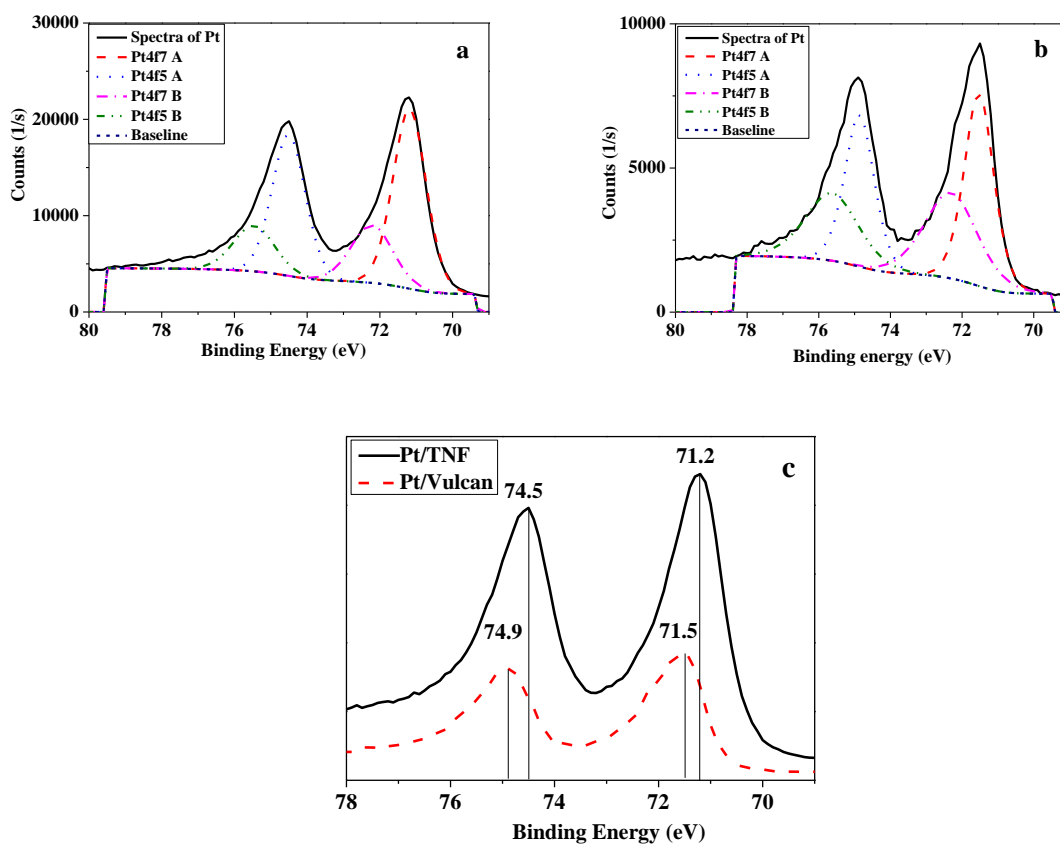 30000
20000
10000
0
Counts (1/s)
Spectra of Pt
Pt4f7 A
Pt4f5 A
Pt4f7 B
Pt4f5 B
Baseline
a
80 78 76 74 72 70
Binding Energy (eV)
10000
5000
0
Counts (1/s)
Spectra of Pt
Pt4f7 A
Pt4f5 A
Pt4f7 B
Pt4f5 B
Baseline
b
80 78 76 74 72 70
Binding energy (eV)
Pt/TNF
Pt/Vulcan
c
71.2
74.5
74.9
71.5
78 76 74 72 70
Binding Energy (eV)